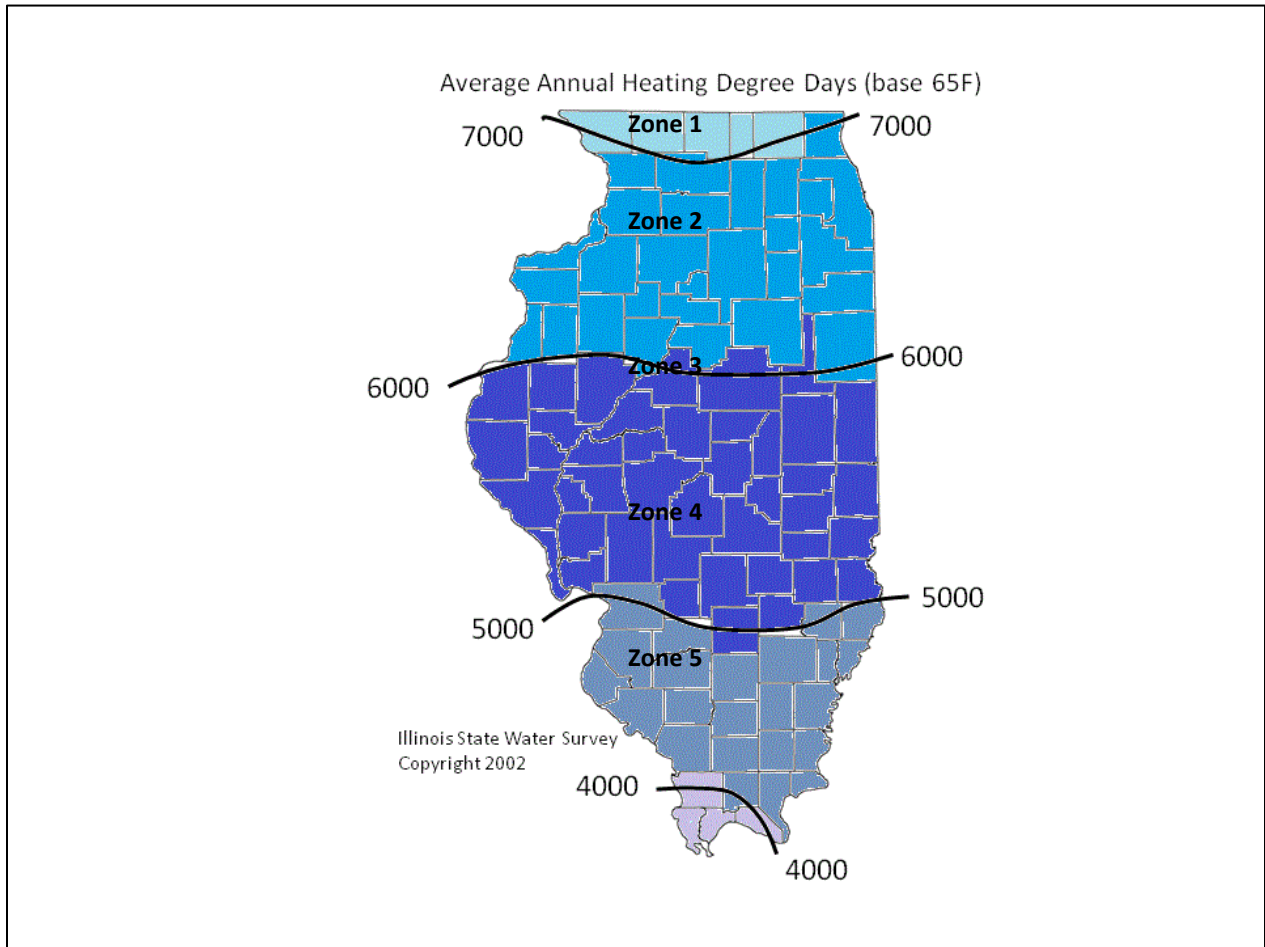 Average Annual Heating Degree Days (base 65F)
7000
Zone 1
7000
Zone 2
6000
Zone 3
6000
Zone 4
5000
5000
Zone 5
Illinois State Water Survey
Copyright 2002
4000
4000